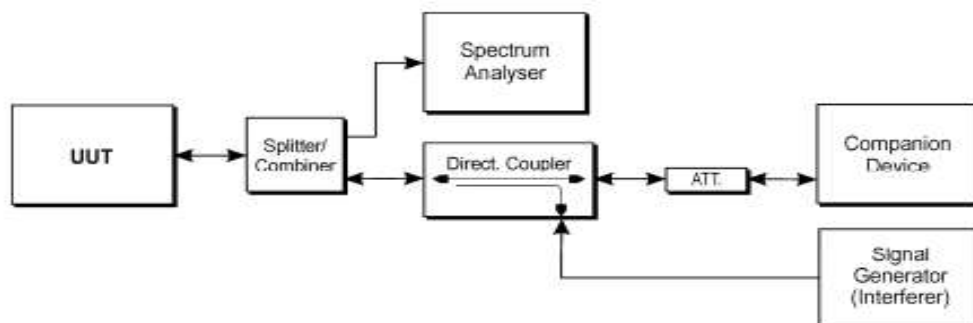 Spectrum
Analyser
UUT
Splitter/
Combiner
Direct. Coupler
ATT.
Companion
Device
Signal
Generator
(Interferer)